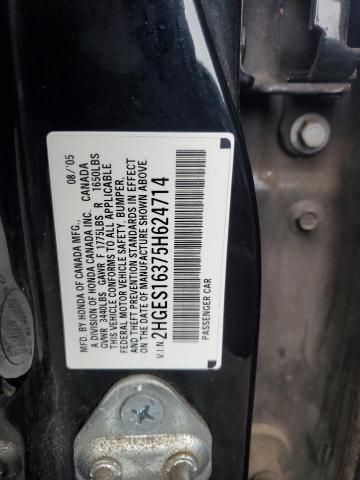 MFD. BY HONDA OF CANADA MFG., 08/'05
A DIVISION OF HONDA CANADA INC. CANADA
GVWR 3440LBS GAWR F 1775LBS R 1650LBS
THIS VEHICLE CONFORMS TO ALL APPLICABLE
FEDERAL MOTOR VEHICLE SAFETY, BUMPER,
AND THEFT PREVENTION STANDARDS IN EFFECT
ON THE DATE OF MANUFACTURE SHOWN ABOVE.
V.I.N. 2HGES16375H624714
PASSENGER CAR